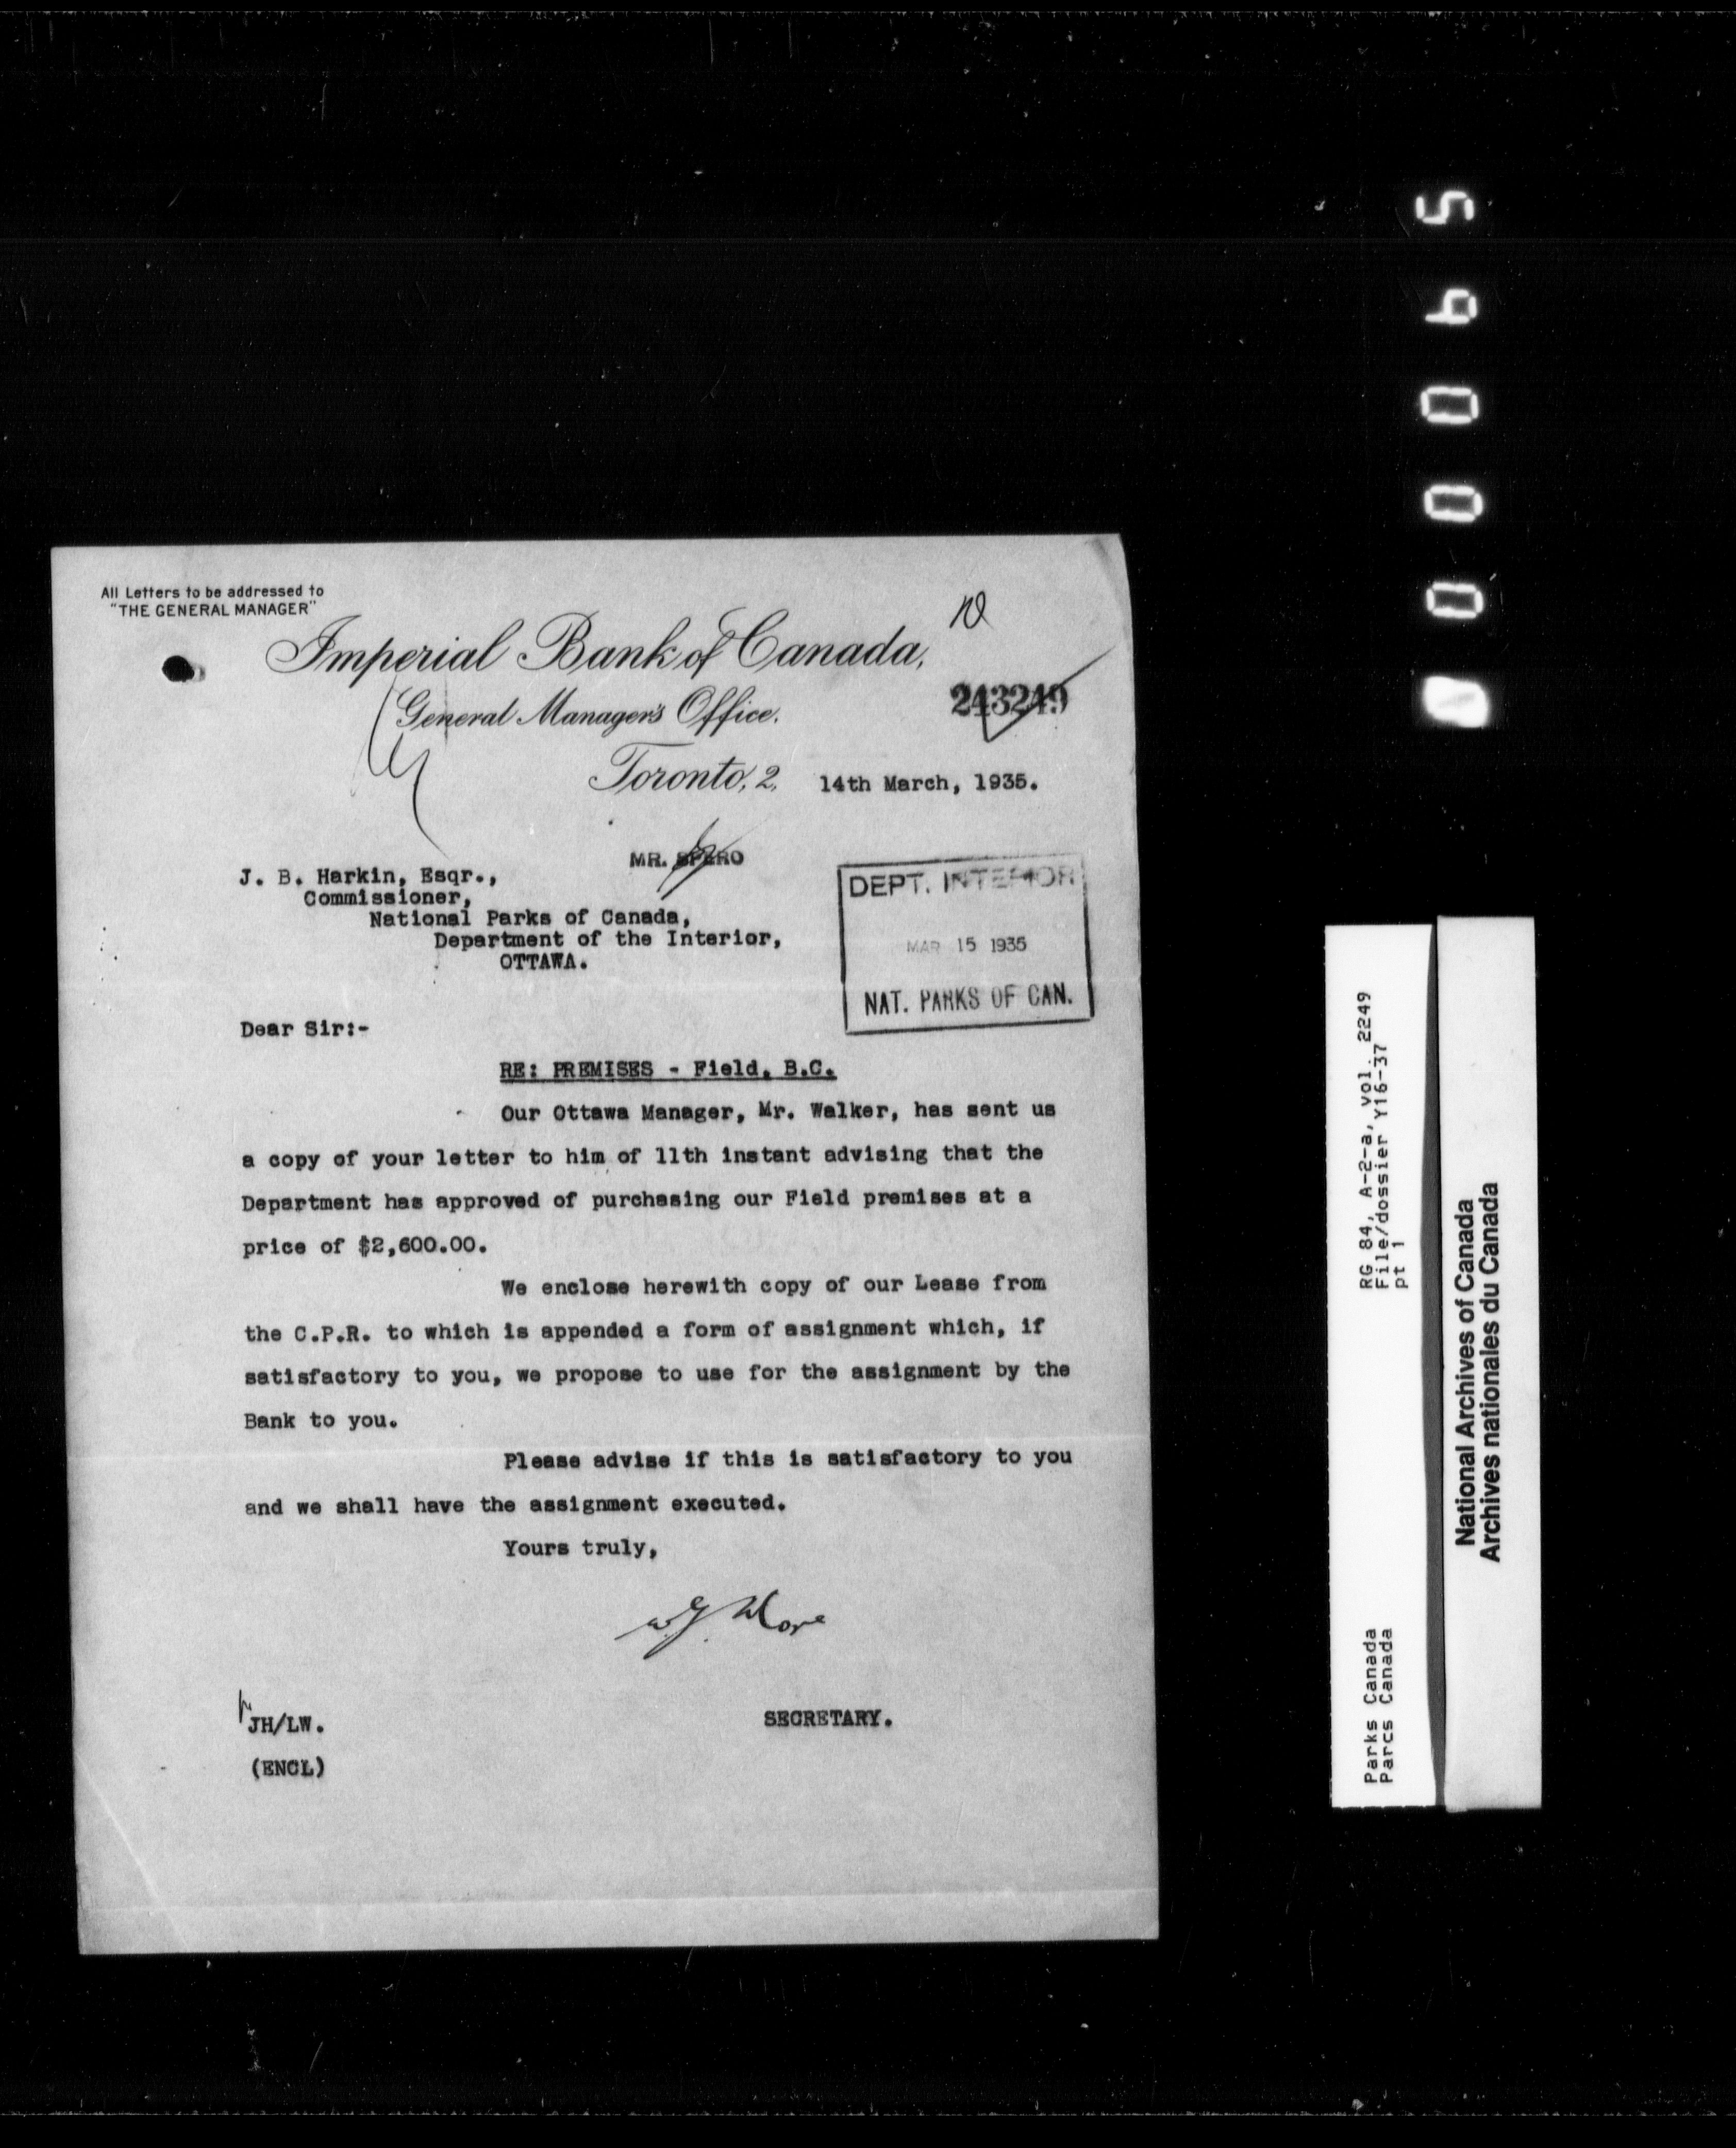 All Letters to be addressed to
"THE GENERAL MANAGER"
Imperial Bank of Canada,
General Manager's Office.
243249
Toronto, 2, 14th March, 1935.
MR. SPERO
J. B. Harkin, Esqr.,
Commissioner,
National Parks of Canada,
Department of the Interior,
OTTAWA.
DEPT. INTERIOR
MAR 15 1935
NAT. PARKS OF CAN.
Dear Sir:-
RE: PREMISES - Field, B.C.
Our Ottawa Manager, Mr. Walker, has sent us
a copy of your letter to him of 11th instant advising that the
Department has approved of purchasing our Field premises at a
price of $2,600.00.
We enclose herewith copy of our Lease from
the C.P.R. to which is appended a form of assignment which, if
satisfactory to you, we propose to use for the assignment by the
Bank to you.
Please advise if this is satisfactory to you
and we shall have the assignment executed.
Yours truly,
SECRETARY.
JH/LW.
(ENCL)
RG 84, A-2-a, vol. 2249
File/dossier Y16-37
pt 1
Parks Canada
Parcs Canada
National Archives of Canada
Archives nationales du Canada